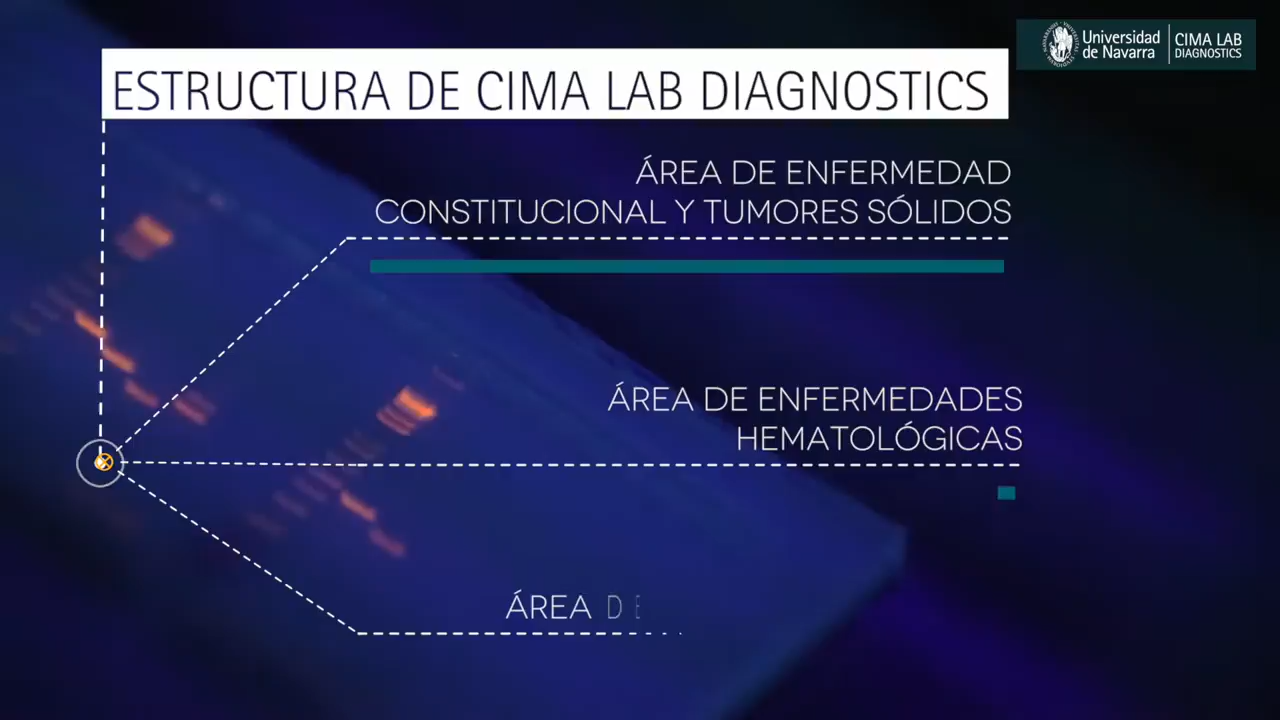 ESTRUCTURA DE CIMA LAB DIAGNOSTICS
Universidad
de Navarra
CIMA LAB
DIAGNOSTICS
ÁREA DE ENFERMEDAD
CONSTITUCIONAL Y TUMORES SÓLIDOS
ÁREA DE ENFERMEDADES
HEMATOLÓGICAS
ÁREA DE